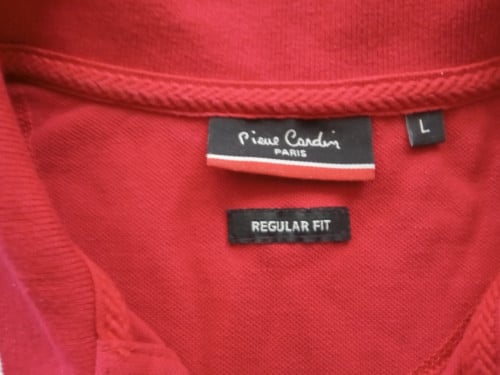 Pierre Cardin
PARIS
L
REGULAR FIT